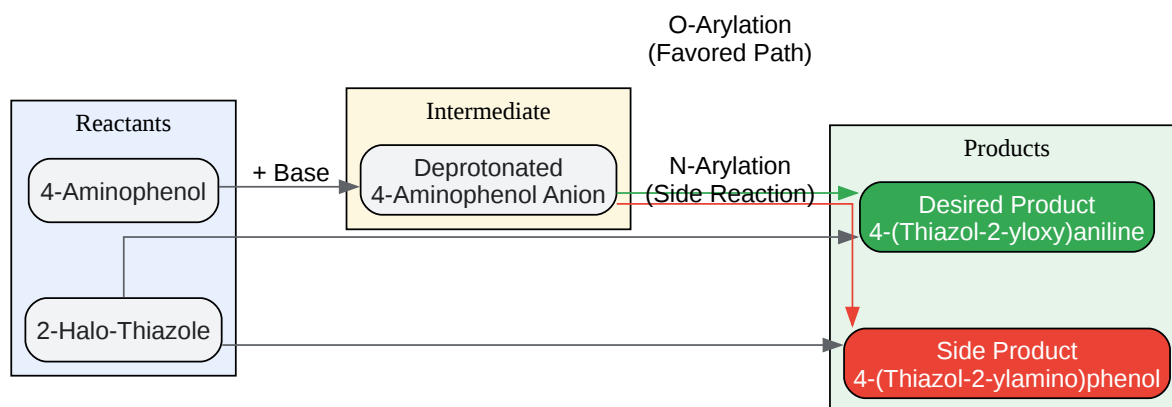 O-Arylation
(Favored Path)
Reactants
Intermediate
Products
4-Aminophenol
+ Base
Deprotonated
4-Aminophenol Anion
N-Arylation
(Side Reaction)
Desired Product
4-(Thiazol-2-yloxy)aniline
2-Halo-Thiazole
Side Product
4-(Thiazol-2-ylamino)phenol